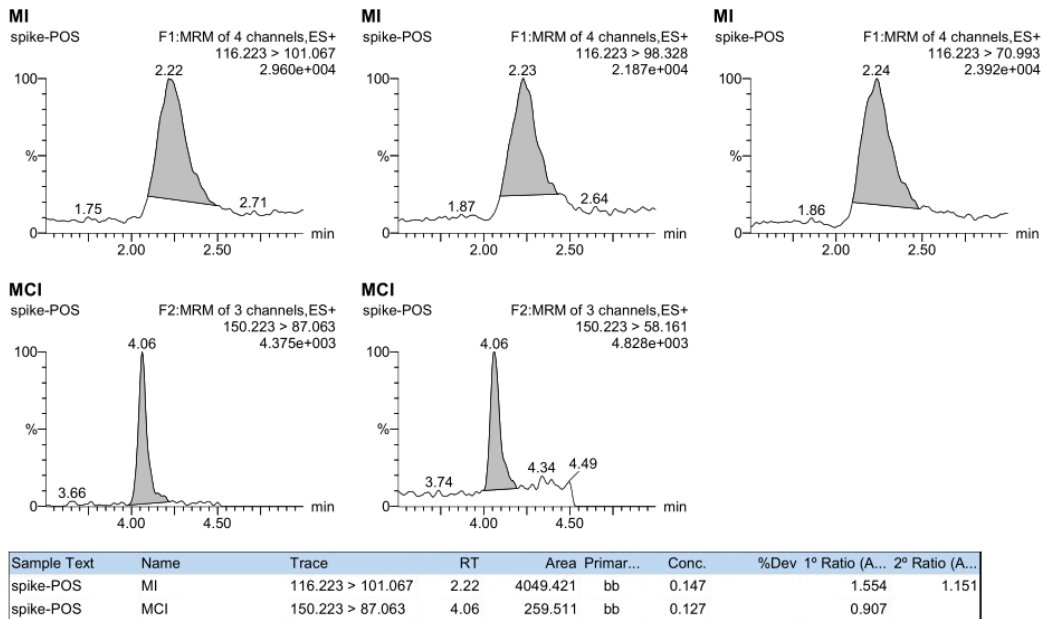 MI
spike-POS
F1:MRM of 4 channels,ES+
116.223 > 101.067
2.960e+004
2.22
100
%
1.75
2.71
0
min
2.00
2.50
MI
spike-POS
F1:MRM of 4 channels,ES+
116.223 > 98.328
2.187e+004
2.23
100
%
1.87
2.64
0
min
2.00
2.50
MI
spike-POS
F1:MRM of 4 channels,ES+
116.223 > 70.993
2.392e+004
2.24
100
%
1.86
0
min
2.00
2.50
MCI
spike-POS
F2:MRM of 3 channels,ES+
150.223 > 87.063
4.375e+003
4.06
100
%
3.66
0
min
4.00
4.50
MCI
spike-POS
F2:MRM of 3 channels,ES+
150.223 > 58.161
4.828e+003
4.06
100
%
3.74
4.34
4.49
0
min
4.00
4.50
Sample Text Name Trace RT Area Primar... Conc. %Dev 1º Ratio (A... 2º Ratio (A...
spike-POS MI 116.223 > 101.067 2.22 4049.421 bb 0.147 1.554 1.151
spike-POS MCI 150.223 > 87.063 4.06 259.511 bb 0.127 0.907